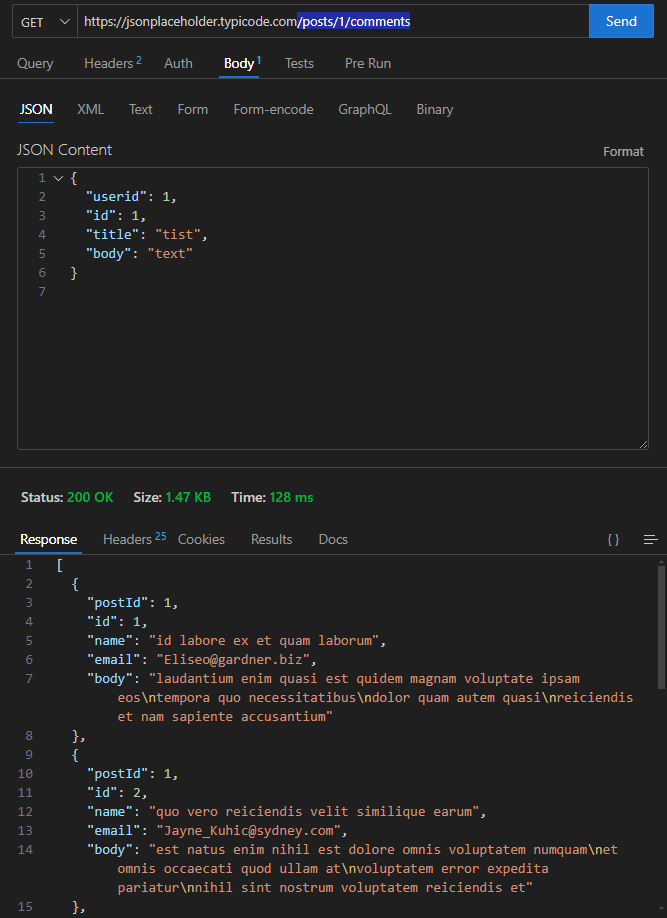 GET https://jsonplaceholder.typicode.com/posts/1/comments Send
Query Headers 2 Auth Body 1 Tests Pre Run
JSON XML Text Form Form-encode GraphQL Binary
JSON Content Format
1 {
2 "userid": 1,
3 "id": 1,
4 "title": "tist",
5 "body": "text"
6 }
7
Status: 200 OK Size: 1.47 KB Time: 128 ms
Response Headers 25 Cookies Results Docs { }
1 [
2 {
3 "postId": 1,
4 "id": 1,
5 "name": "id labore ex et quam laborum",
6 "email": "Eliseo@gardner.biz",
7 "body": "laudantium enim quasi est quidem magnam voluptate ipsam
eos\ntempora quo necessitatibus\ndolor quam autem quasi\nreiciendis
et nam sapiente accusantium"
8 },
9 {
10 "postId": 1,
11 "id": 2,
12 "name": "quo vero reiciendis velit similique earum",
13 "email": "Jayne_Kuhic@sydney.com",
14 "body": "est natus enim nihil est dolore omnis voluptatem numquam\net
omnis occaecati quod ullam at\nvoluptatem error expedita
pariatur\nnihil sint nostrum voluptatem reiciendis et"
15 },